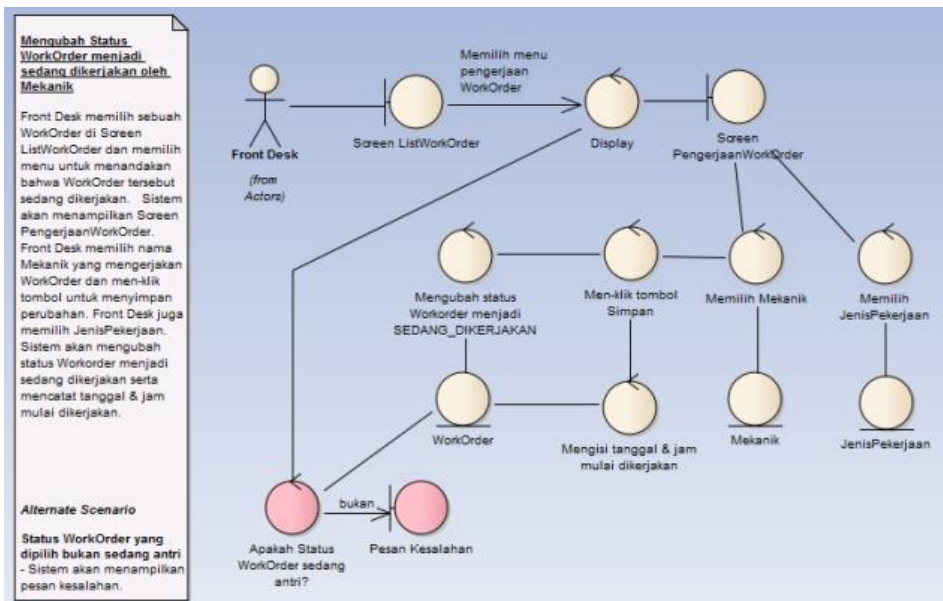 Mengubah Status
WorkOrder menjadi
sedang dikerjakan oleh
Mekanik
Front Desk memilih sebuah
WorkOrder di Screen
ListWorkOrder dan memilih
menu untuk menandakan
bahwa WorkOrder tersebut
sedang dikerjakan. Sistem
akan menampilkan Screen
PengerjaanWorkOrder.
Front Desk memilih nama
Mekanik yang mengerjakan
WorkOrder dan men-klik
tombol untuk menyimpan
perubahan. Front Desk juga
memilih JenisPekerjaan.
Sistem akan mengubah
status Workorder menjadi
sedang dikerjakan serta
mencatat tanggal & jam
mulai dikerjakan.
Alternate Scenario
Status WorkOrder yang
dipilih bukan sedang antri
- Sistem akan menampilkan
pesan kesalahan.
Front Desk
(from
Actors)
Screen ListWorkOrder
Memilih menu
pengerjaan
WorkOrder
Display
Screen
PengerjaanWorkOrder
Mengubah status
Workorder menjadi
SEDANG_DIKERJAKAN
Men-klik tombol
Simpan
Memilih Mekanik
Memilih
JenisPekerjaan
WorkOrder
Mengisi tanggal & jam
mulai dikerjakan
Mekanik
JenisPekerjaan
Apakah Status
WorkOrder sedang
antri?
bukan
Pesan Kesalahan